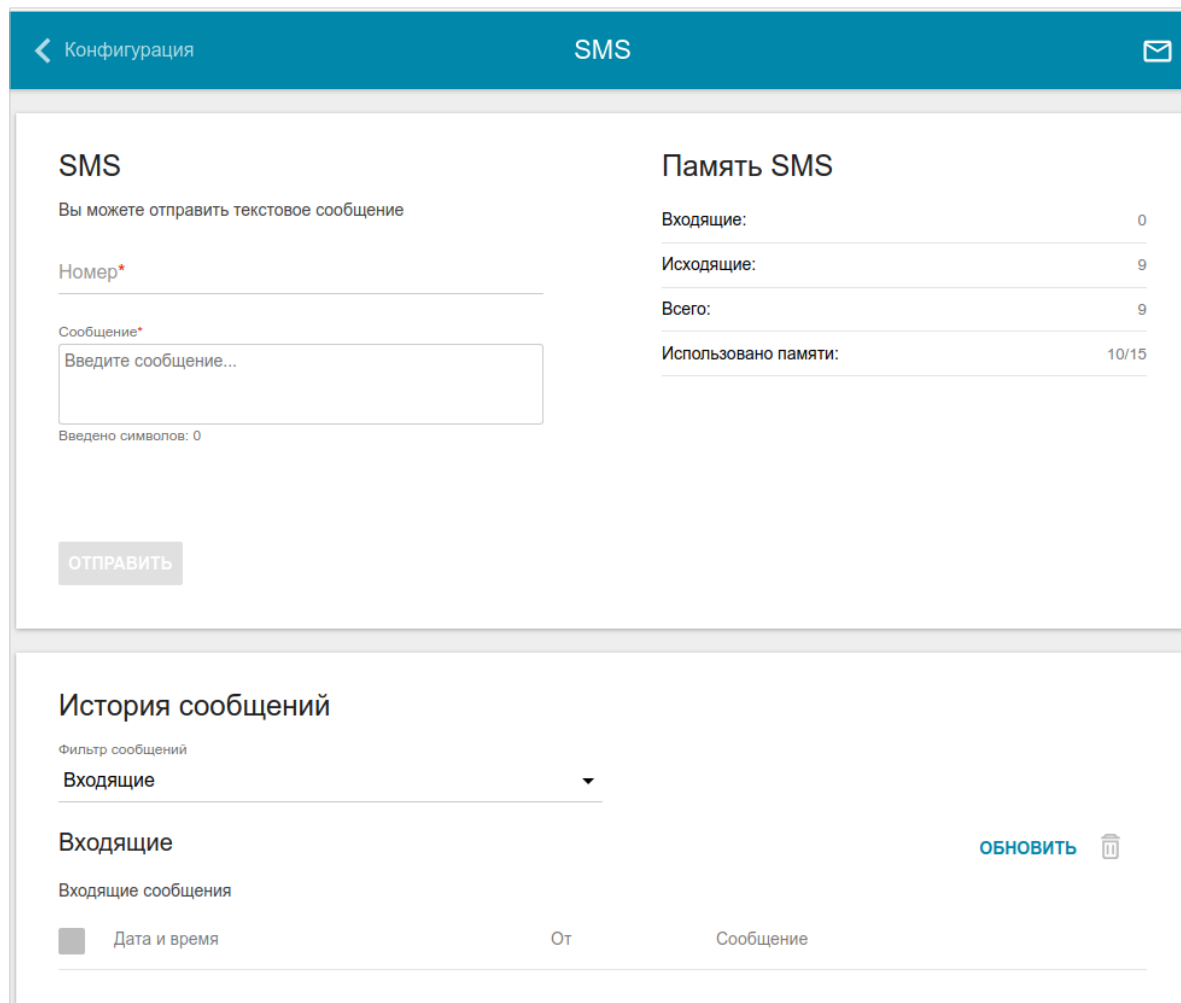 Конфигурация
SMS
SMS
Вы можете отправить текстовое сообщение
Номер*
Сообщение*
Введите сообщение...
Введено символов: 0
ОТПРАВИТЬ
Память SMS
Входящие: 0
Исходящие: 9
Всего: 9
Использовано памяти: 10/15
История сообщений
Фильтр сообщений
Входящие
Входящие
ОБНОВИТЬ
Входящие сообщения
Дата и время От Сообщение